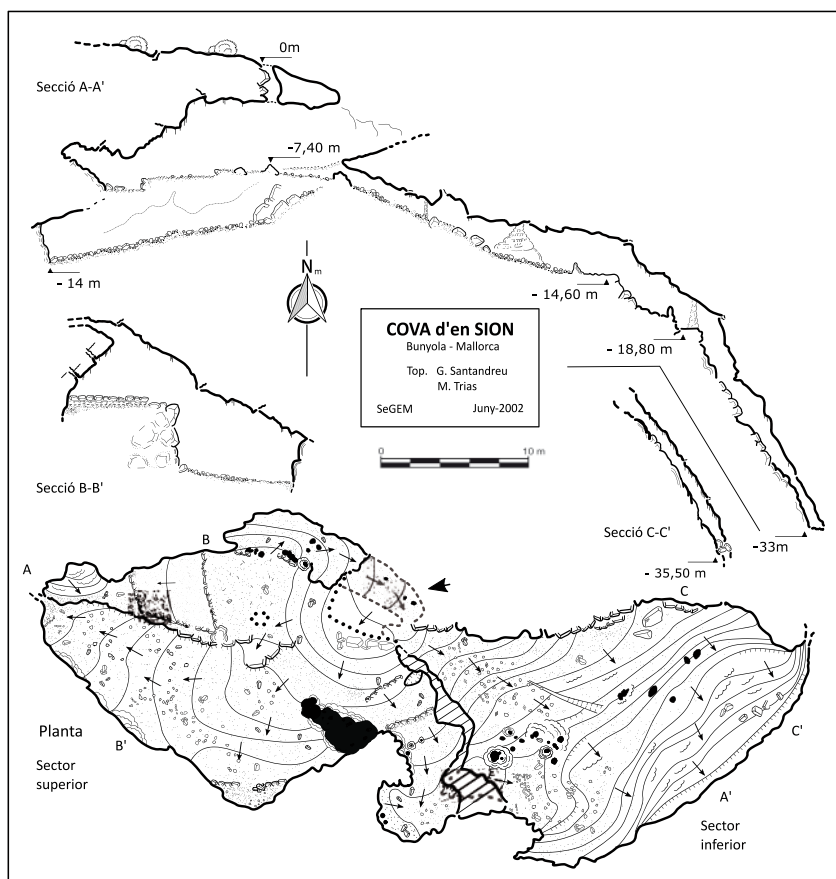 0m
Secció A-A'
-7,40 m
- 14 m
N m
- 14,60 m
- 18,80 m
COVA d'en SION
Bunyola - Mallorca
Top. G. Santandreu
M. Trias
SeGEM Juny-2002
0 10 m
Secció B-B'
Secció C-C'
-33m
- 35,50 m
A
B
C
Planta
Sector
superior
B'
C'
A'
Sector
inferior